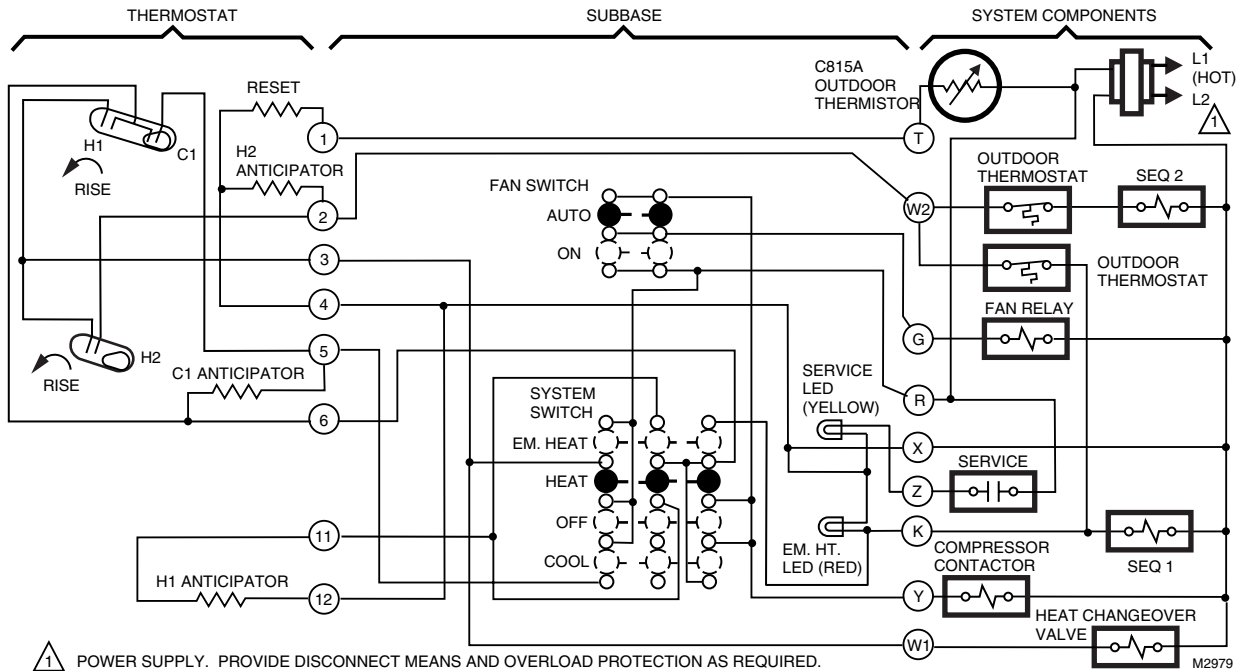 THERMOSTAT
SUBBASE
SYSTEM COMPONENTS
C815A
OUTDOOR
THERMISTOR
L1
(HOT)
L2
1
RESET
1
T
H1
C1
RISE
H2
ANTICIPATOR
2
FAN SWITCH
AUTO
ON
OUTDOOR
THERMOSTAT
SEQ 2
W2
3
OUTDOOR
THERMOSTAT
4
FAN RELAY
G
5
H2
RISE
C1 ANTICIPATOR
6
SYSTEM
SWITCH
EM. HEAT
HEAT
OFF
COOL
SERVICE
LED
(YELLOW)
R
X
SERVICE
Z
11
EM. HT.
LED (RED)
K
SEQ 1
H1 ANTICIPATOR
12
COMPRESSOR
CONTACTOR
Y
HEAT CHANGEOVER
VALVE
W1
1 POWER SUPPLY. PROVIDE DISCONNECT MEANS AND OVERLOAD PROTECTION AS REQUIRED.
M2979